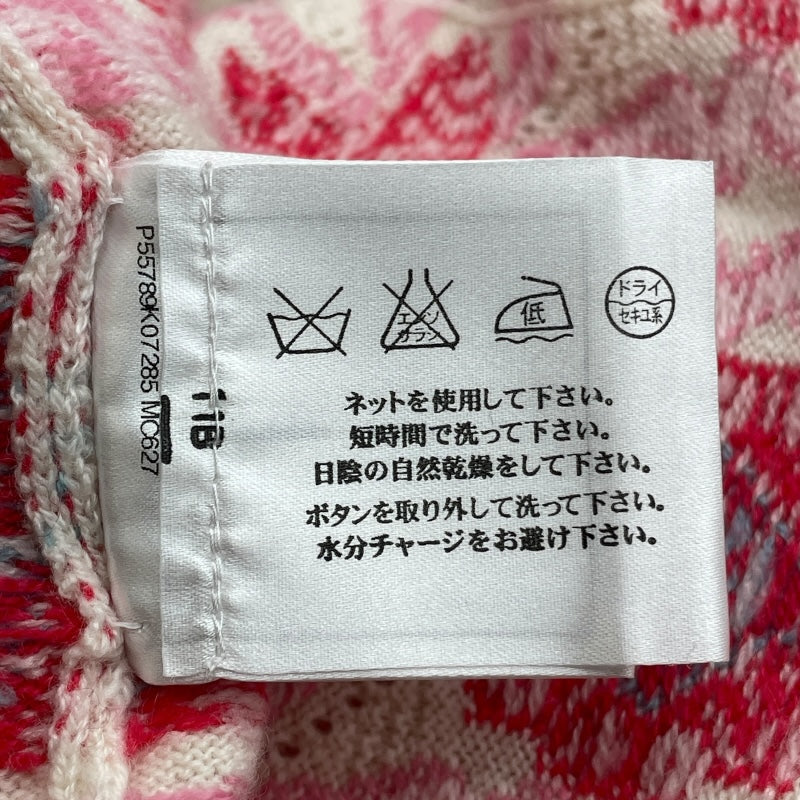 P55789K07285 MC627
11B
エンソ
サラシ
低
ドライ
セキユ系
ネットを使用して下さい。
短時間で洗って下さい。
日陰の自然乾燥をして下さい。
ボタンを取り外して洗って下さい。
水分チャージをお避け下さい。